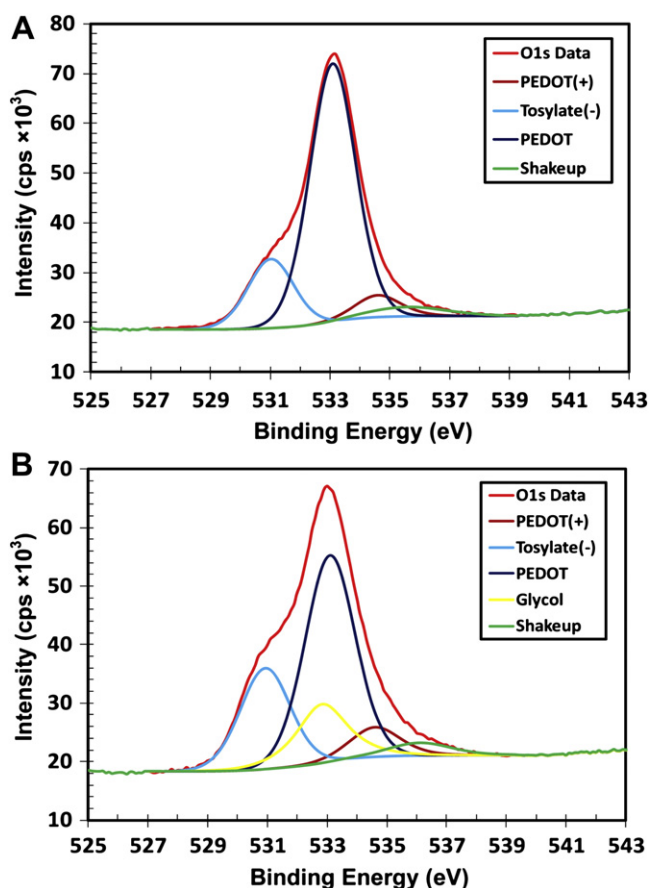 A
80
70
60
50
40
30
20
10
Intensity (cps ×10³)
O1s Data
PEDOT(+)
Tosylate(-)
PEDOT
Shakeup
525 527 529 531 533 535 537 539 541 543
Binding Energy (eV)
B
70
60
50
40
30
20
10
Intensity (cps ×10³)
O1s Data
PEDOT(+)
Tosylate(-)
PEDOT
Glycol
Shakeup
525 527 529 531 533 535 537 539 541 543
Binding Energy (eV)